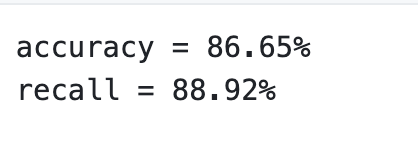 accuracy = 86.65%
recall = 88.92%